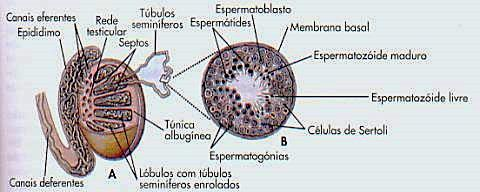 Canais eferentes
Epidídimo
Rede
testicular
Septos
Túbulos
seminíferos
Túnica
albugínea
Lóbulos com túbulos
seminíferos enrolados
Canais deferentes
A
Espermatoblasto
Espermátides
Membrana basal
Espermatozóide maduro
Espermatozóide livre
Células de Sertoli
Espermatogónias
B